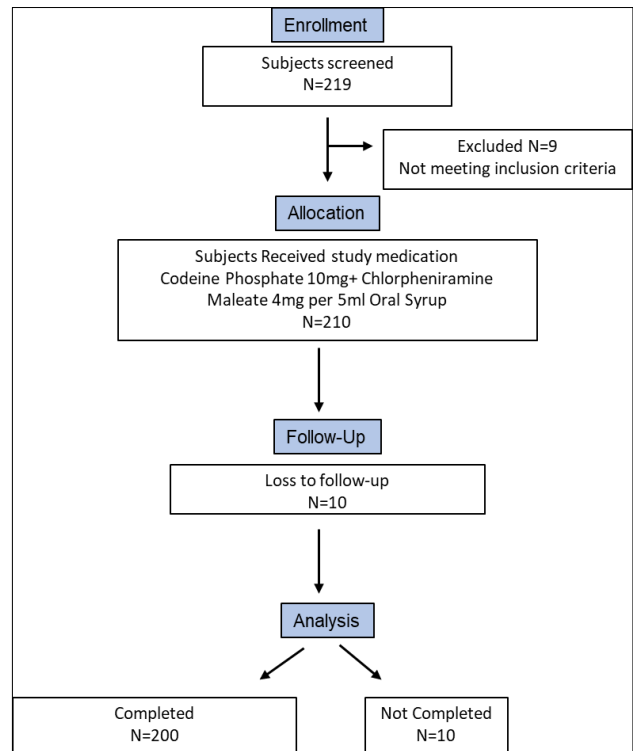 Enrollment
Subjects screened
N=219
Excluded N=9
Not meeting inclusion criteria
Allocation
Subjects Received study medication
Codeine Phosphate 10mg+ Chlorpheniramine
Maleate 4mg per 5ml Oral Syrup
N=210
Follow-Up
Loss to follow-up
N=10
Analysis
Completed
N=200
Not Completed
N=10